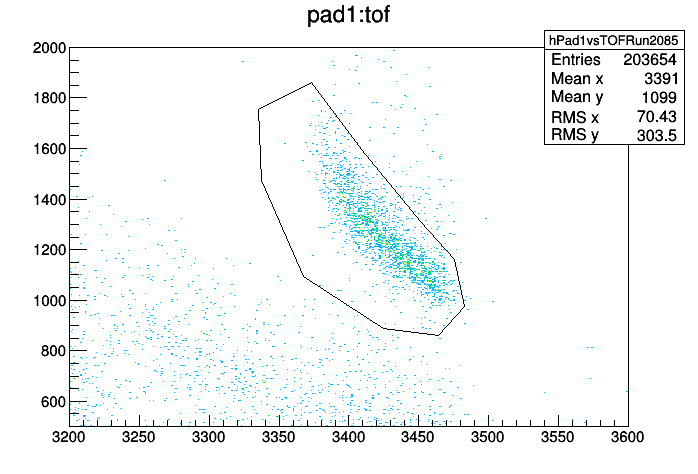 pad1:tof
hPad1vsTOFRun2085
Entries 203654
Mean x 3391
Mean y 1099
RMS x 70.43
RMS y 303.5
2000
1800
1600
1400
1200
1000
800
600
3200 3250 3300 3350 3400 3450 3500 3550 3600